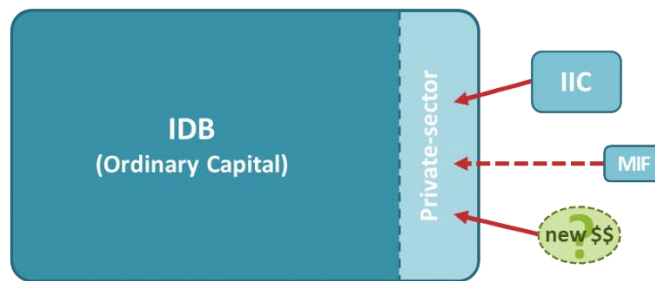 IDB
(Ordinary Capital)
Private-sector
IIC
MIF
?
new $$